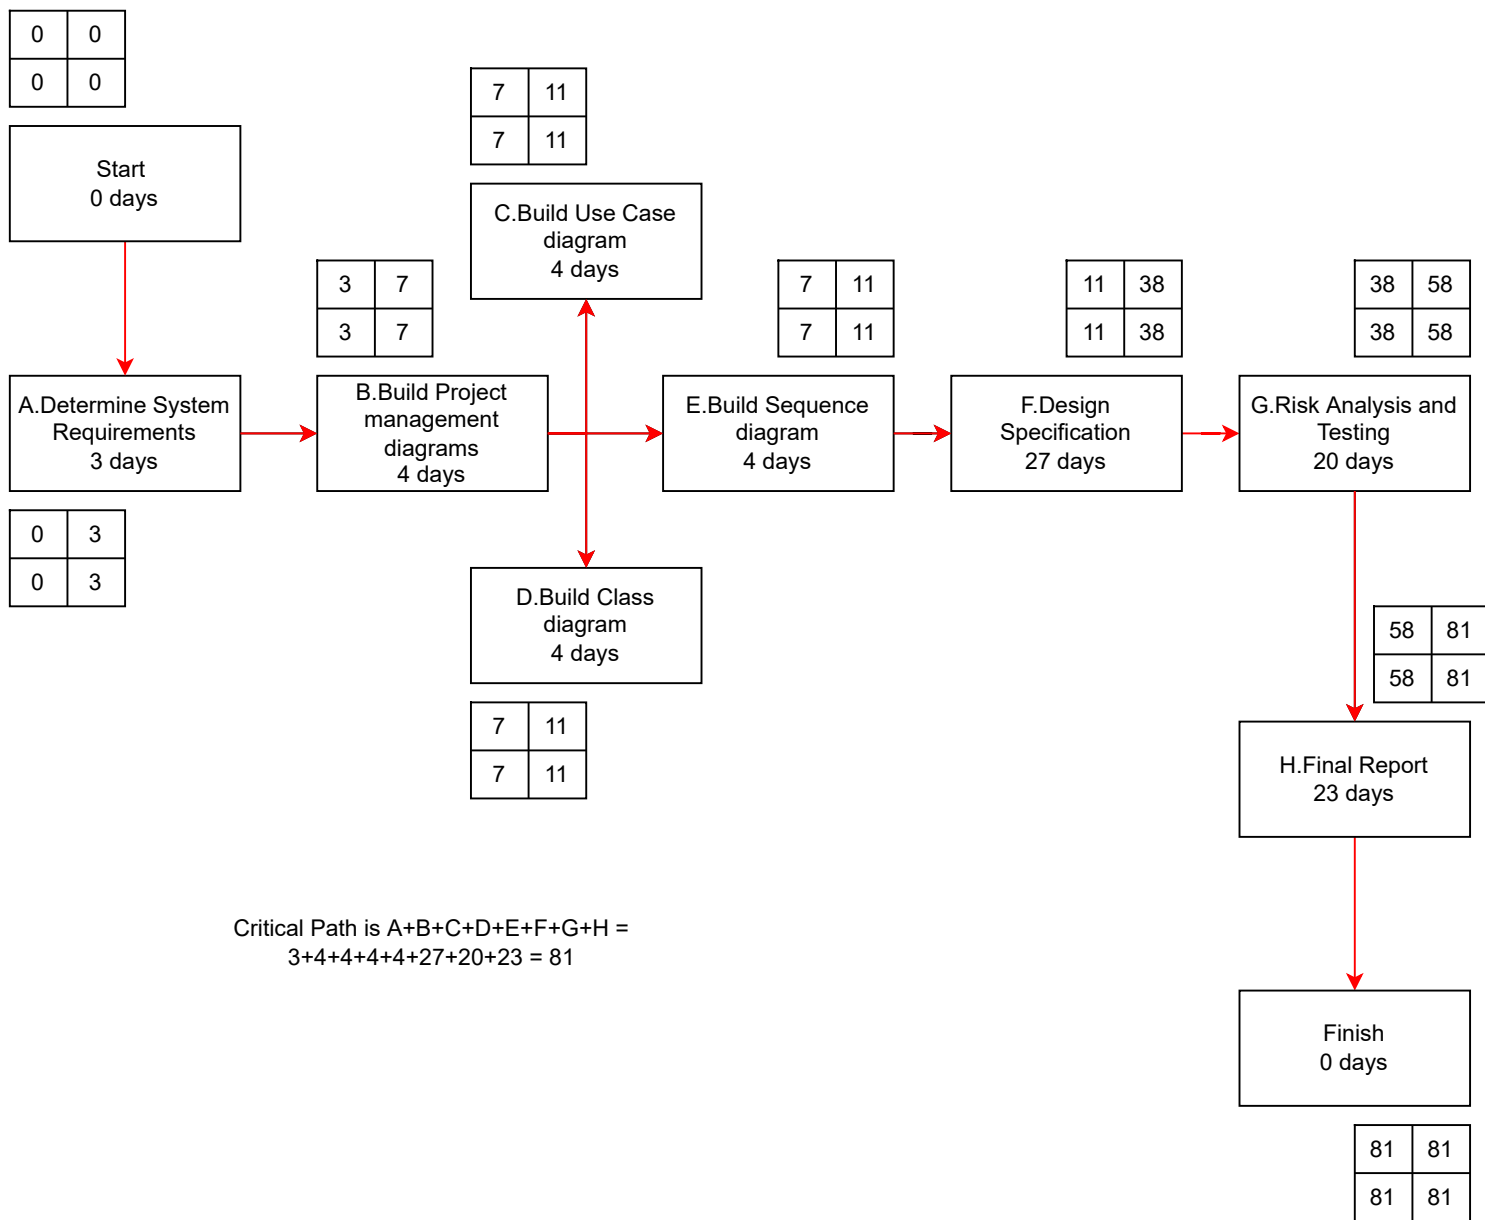 0 0
0 0
Start
0 days
7 11
7 11
C.Build Use Case
diagram
4 days
3 7
3 7
7 11
7 11
11 38
11 38
38 58
38 58
A.Determine System
Requirements
3 days
B.Build Project
management
diagrams
4 days
E.Build Sequence
diagram
4 days
F.Design
Specification
27 days
G.Risk Analysis and
Testing
20 days
0 3
0 3
D.Build Class
diagram
4 days
7 11
7 11
58 81
58 81
H.Final Report
23 days
Critical Path is A+B+C+D+E+F+G+H =
3+4+4+4+4+27+20+23 = 81
Finish
0 days
81 81
81 81